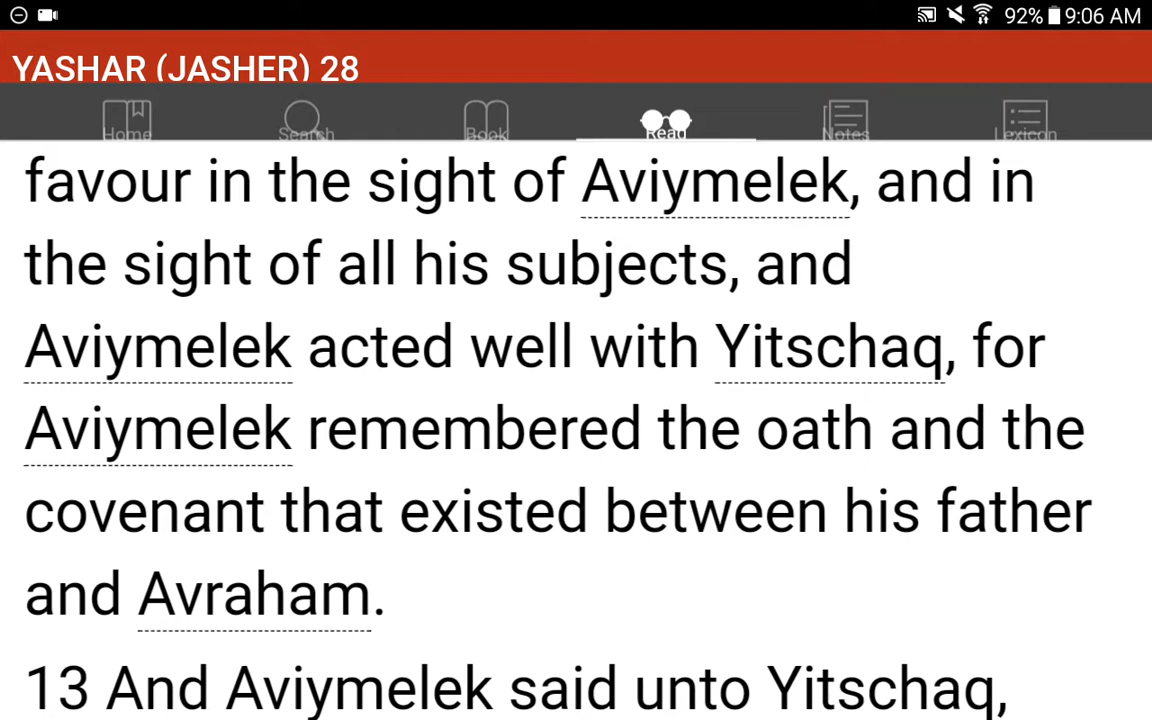 92% 9:06 AM
YASHAR (JASHER) 28
Home Search Book Read Notes Lexicon
favour in the sight of Aviymelek, and in
the sight of all his subjects, and
Aviymelek acted well with Yitschaq, for
Aviymelek remembered the oath and the
covenant that existed between his father
and Avraham.
13 And Aviymelek said unto Yitschaq,